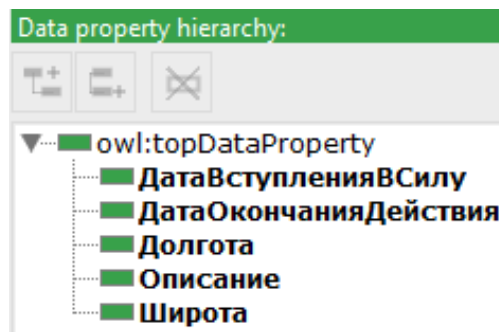 Data property hierarchy:
owl:topDataProperty
ДатаВступленияВСилу
ДатаОкончанияДействия
Долгота
Описание
Широта